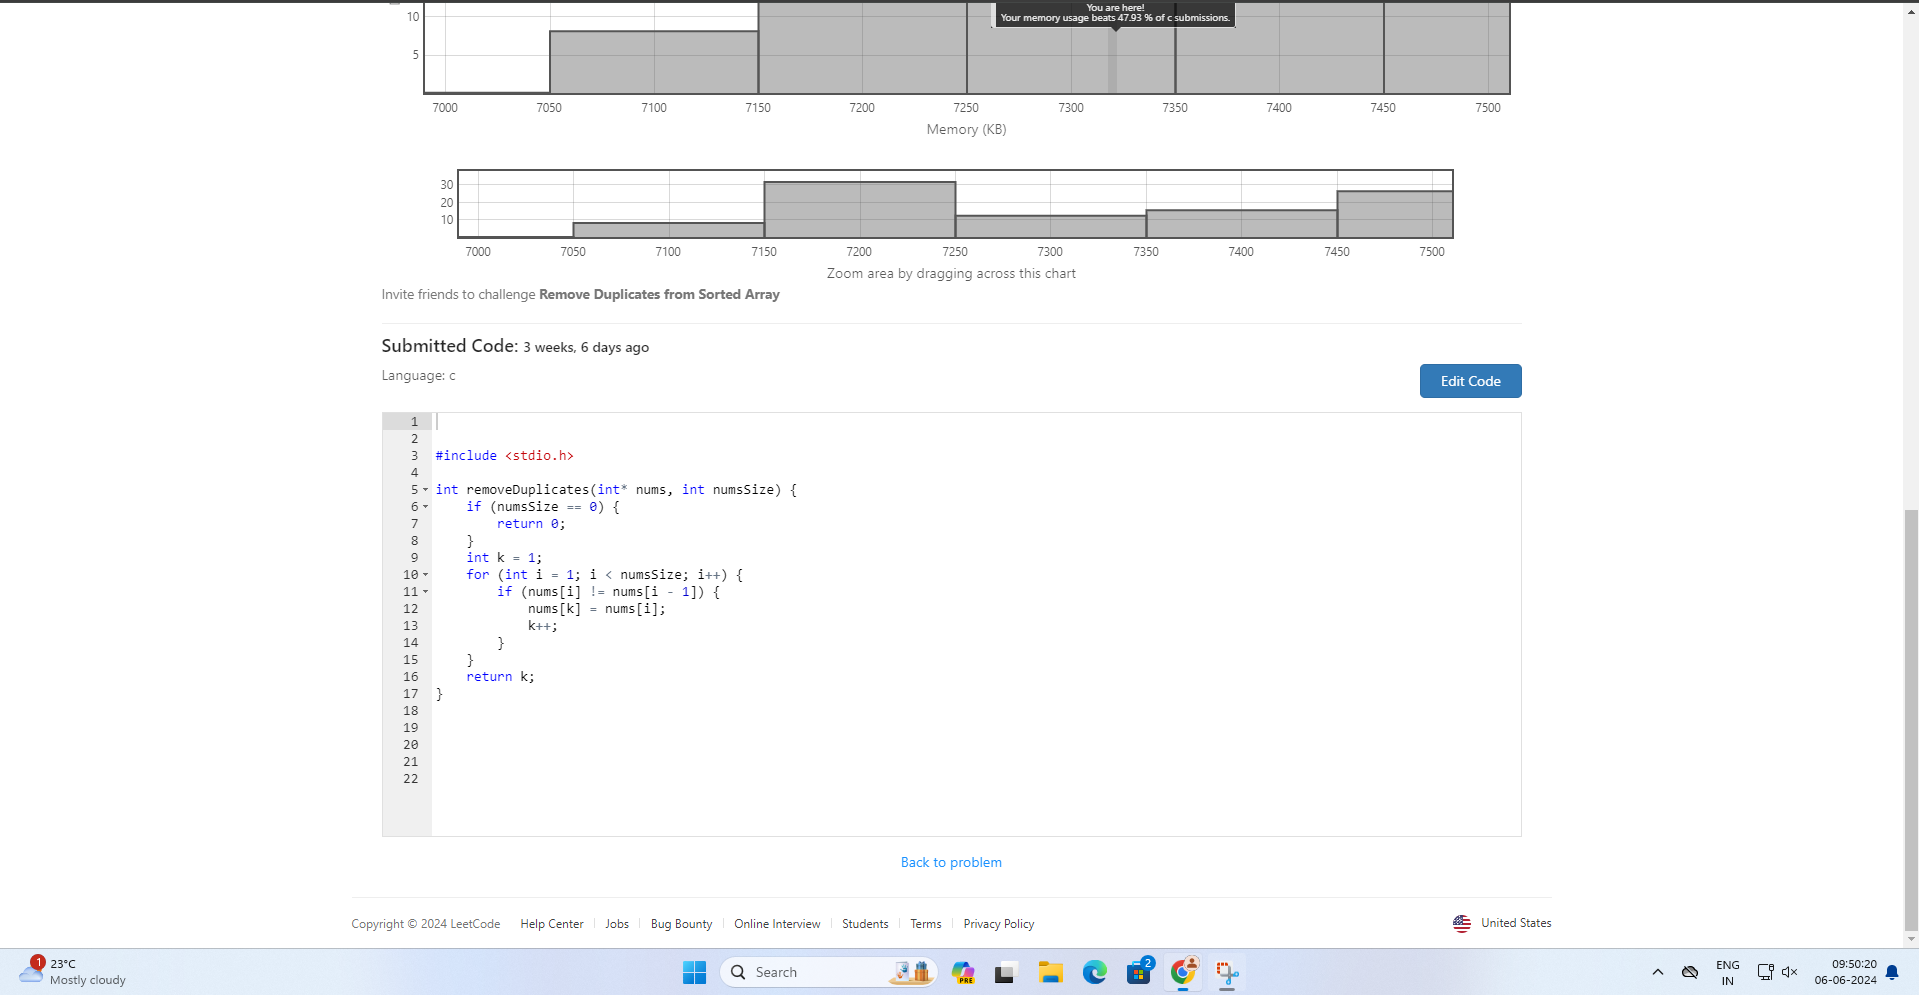 You are here!
Your memory usage beats 47.93 % of c submissions.
10
5
7000 7050 7100 7150 7200 7250 7300 7350 7400 7450 7500
Memory (KB)
30
20
10
7000 7050 7100 7150 7200 7250 7300 7350 7400 7450 7500
Zoom area by dragging across this chart
Invite friends to challenge Remove Duplicates from Sorted Array
Submitted Code: 3 weeks, 6 days ago
Language: c
Edit Code
1
2
3 #include <stdio.h>
4
5 int removeDuplicates(int* nums, int numsSize) {
6     if (numsSize == 0) {
7         return 0;
8     }
9     int k = 1;
10     for (int i = 1; i < numsSize; i++) {
11         if (nums[i] != nums[i - 1]) {
12             nums[k] = nums[i];
13             k++;
14         }
15     }
16     return k;
17 }
18
19
20
21
22
Back to problem
Copyright © 2024 LeetCode Help Center Jobs Bug Bounty Online Interview Students Terms Privacy Policy United States
1 23°C
Mostly cloudy
Search
PRE
2
ENG
IN
09:50:20
06-06-2024